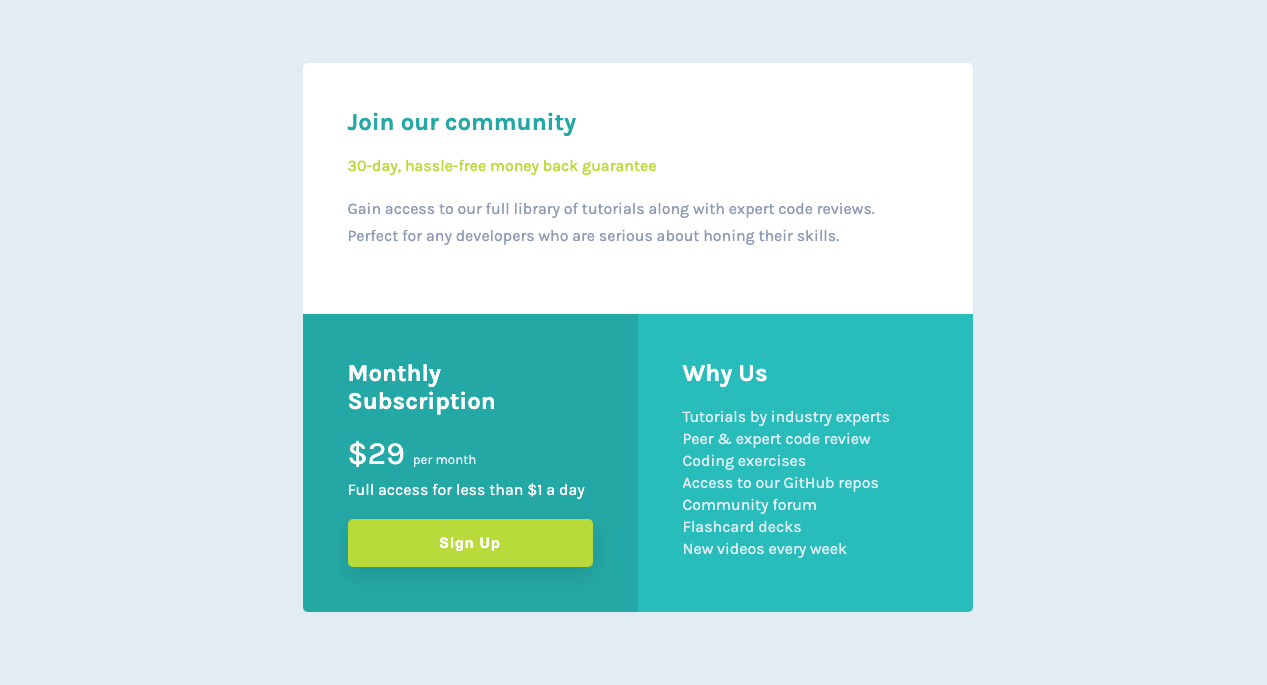 Join our community
30-day, hassle-free money back guarantee
Gain access to our full library of tutorials along with expert code reviews.
Perfect for any developers who are serious about honing their skills.
Monthly
Subscription
$29 per month
Full access for less than $1 a day
Sign Up
Why Us
Tutorials by industry experts
Peer & expert code review
Coding exercises
Access to our GitHub repos
Community forum
Flashcard decks
New videos every week